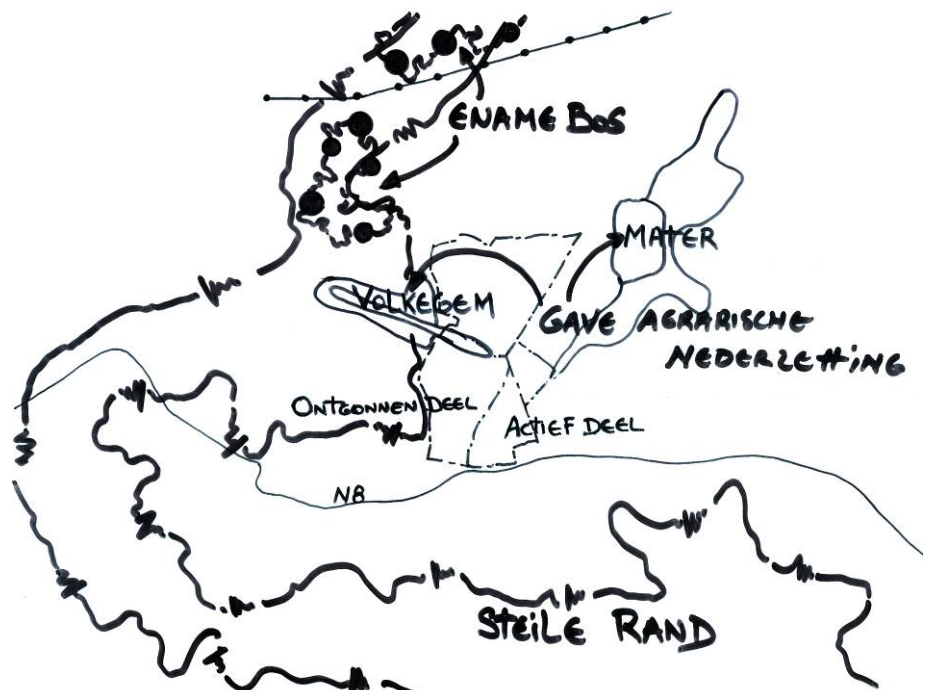 ENAME BOS
MATER
VOLKEGEM
GAVE AGRARISCHE
NEDERZETTING
ONTGONNEN DEEL
ACTIEF DEEL
N8
STEILE RAND